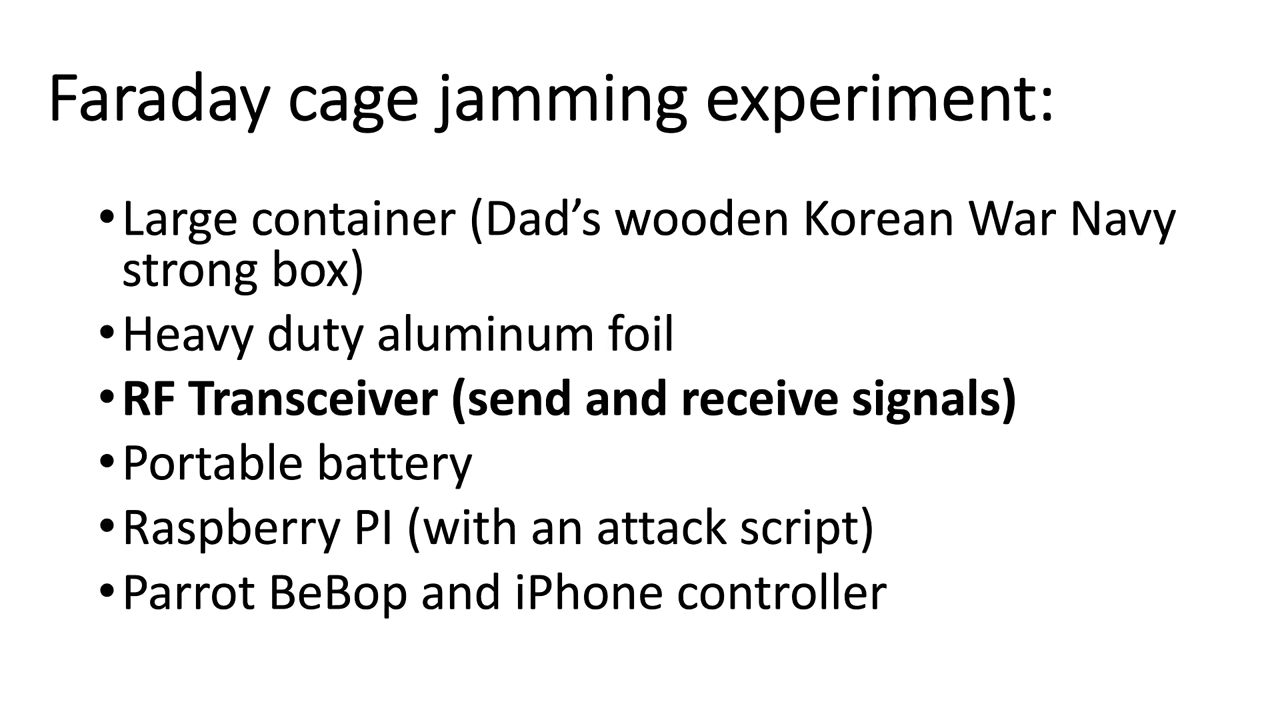 Faraday cage jamming experiment:
•Large container (Dad’s wooden Korean War Navy
strong box)
•Heavy duty aluminum foil
•RF Transceiver (send and receive signals)
•Portable battery
•Raspberry PI (with an attack script)
•Parrot BeBop and iPhone controller